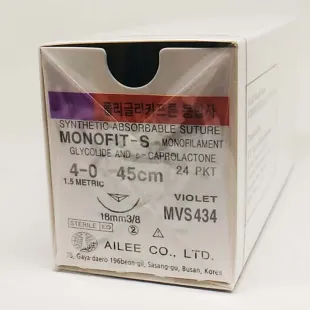 폴리글리카프론 봉합사
SYNTHETIC ABSORBABLE SUTURE
MONOFIT-S MONOFILAMENT
GLYCOLIDE AND ε-CAPROLACTONE
4-0 45cm 24 PKT
1.5 METRIC
VIOLET
MVS434
18mm3/8
STERILE EO ②
AILEE CO., LTD.
75, Gaya-daero 196beon-gil, Sasang-gu, Busan, Korea